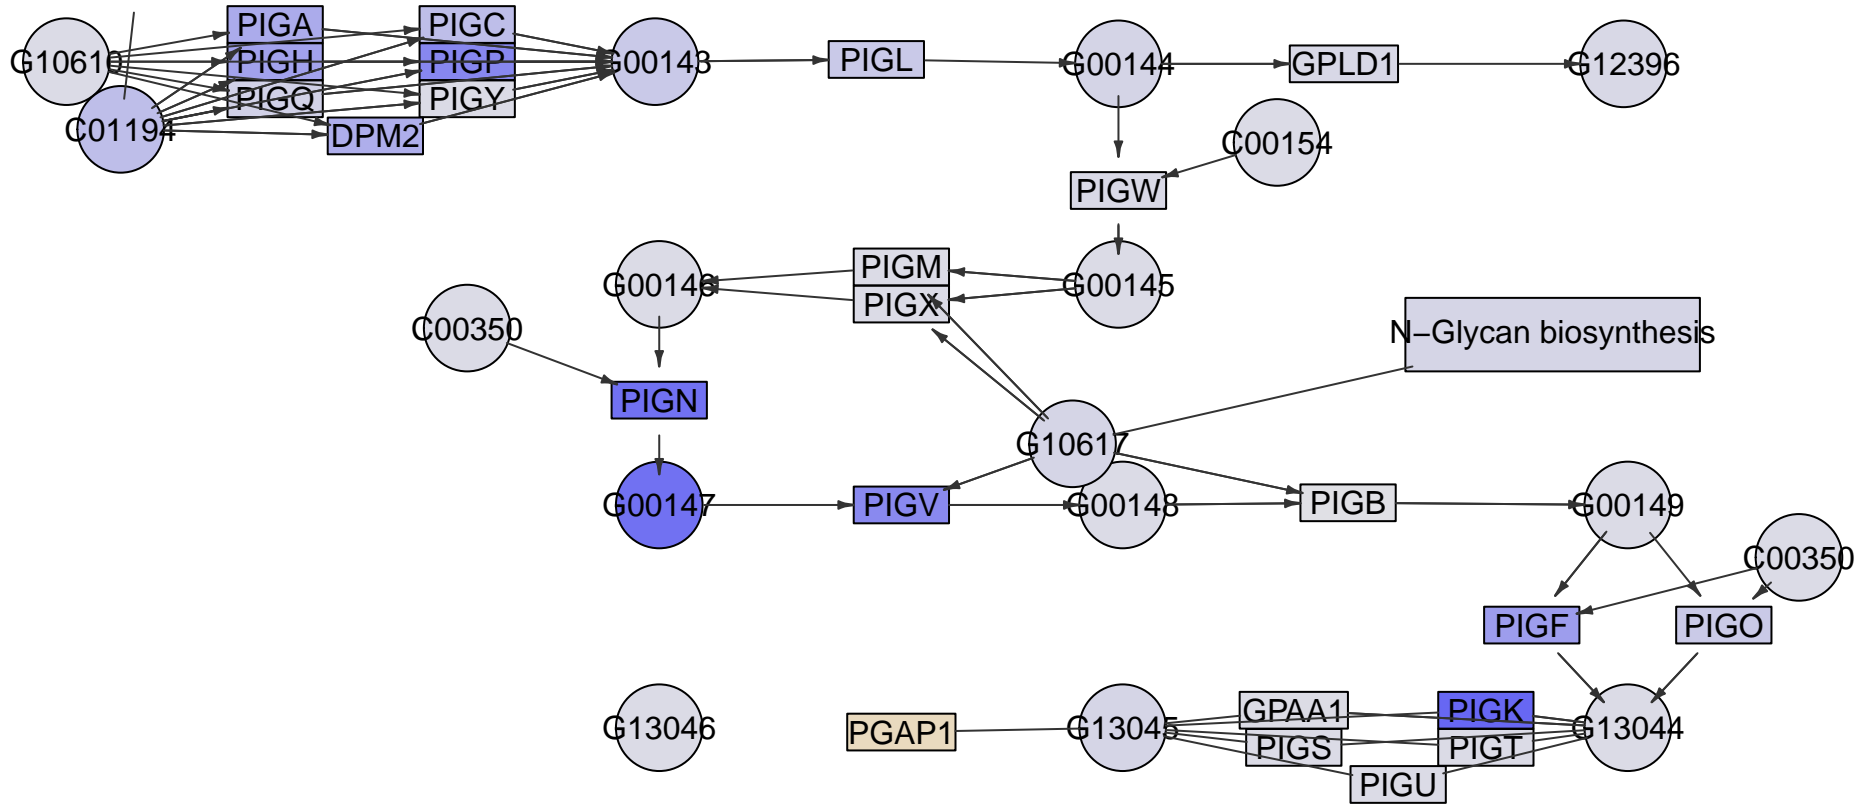 PIGA
PIGC
G10619
PIGH
PIGP
G00143
PIGL
G00144
GPLD1
G12396
PIGQ
PIGY
C01194
DPM2
C00154
PIGW
PIGM
G00146
G00145
PIGX
C00350
N−Glycan biosynthesis
PIGN
G10617
G00147
PIGV
G00148
PIGB
G00149
C00350
PIGF
PIGO
GPAA1
PIGK
G13046
PGAP1
G13045
G13044
PIGS
PIGT
PIGU